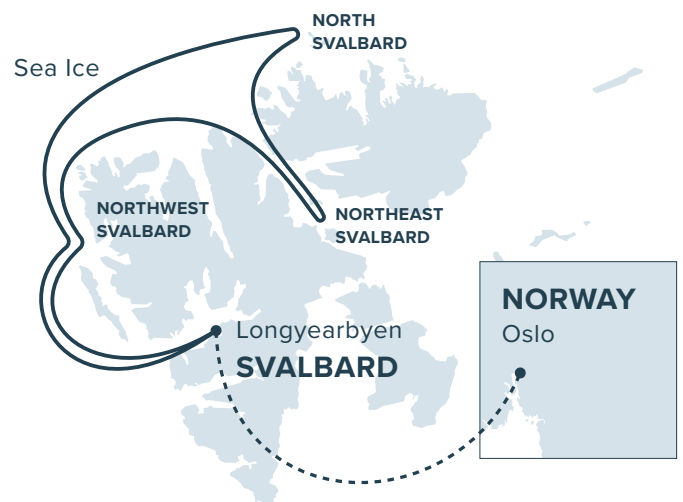 NORTH
SVALBARD
Sea Ice
NORTHWEST
SVALBARD
NORTHEAST
SVALBARD
NORWAY
Oslo
Longyearbyen
SVALBARD